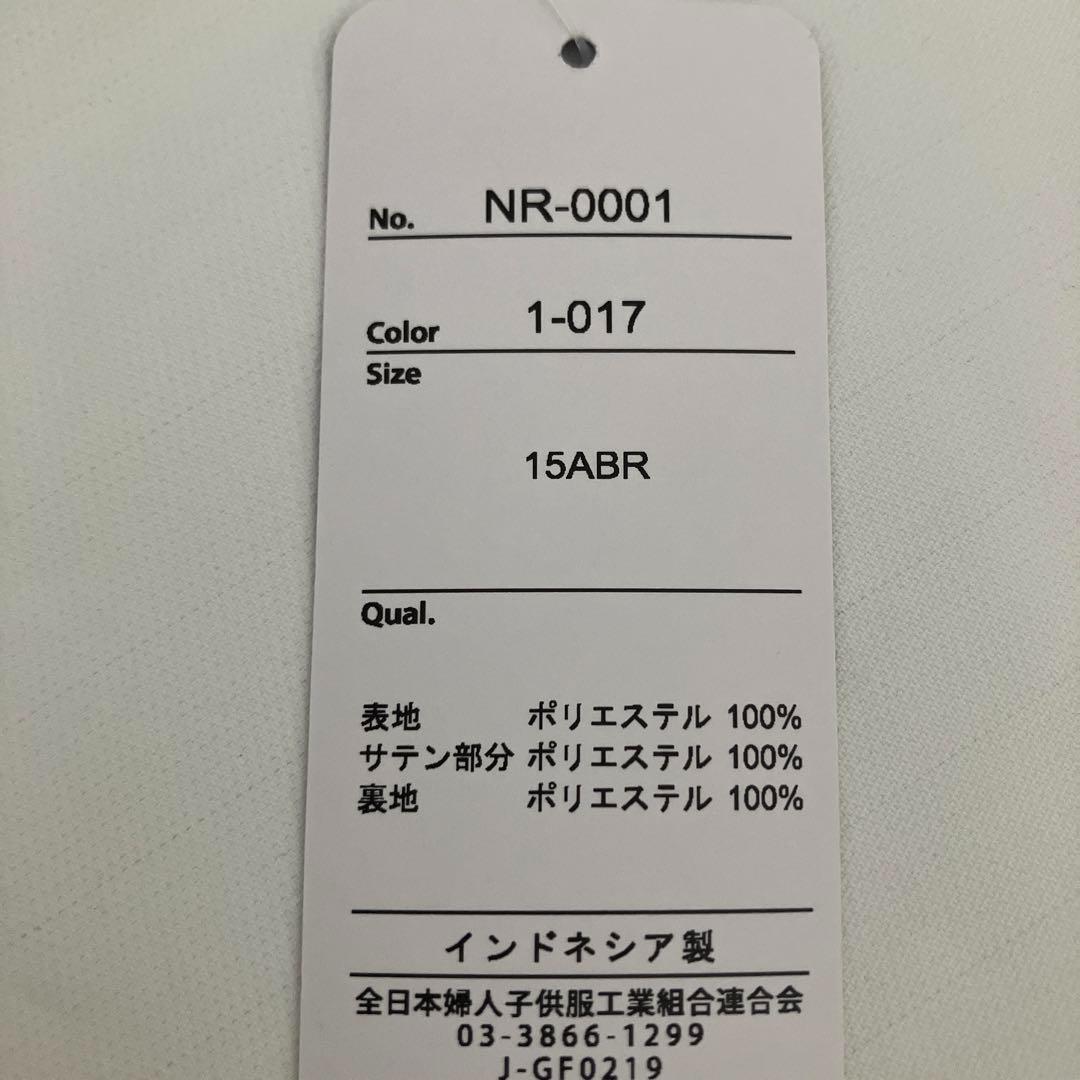 No. NR-0001
Color 1-017
Size
15ABR
Qual.
表地 ポリエステル 100%
サテン部分 ポリエステル 100%
裏地 ポリエステル 100%
インドネシア製
全日本婦人子供服工業組合連合会
03-3866-1299
J-GF0219